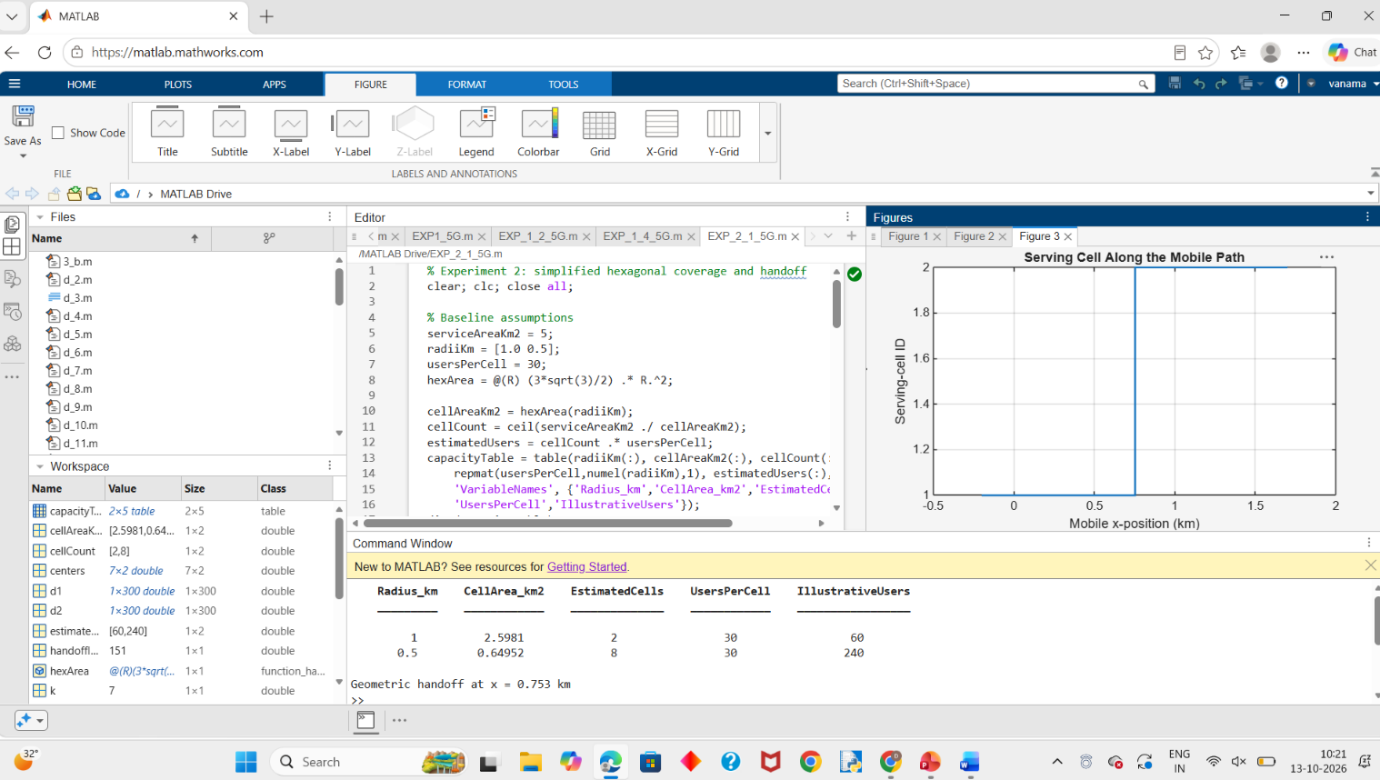 MATLAB
https://matlab.mathworks.com
Chat
HOME PLOTS APPS FIGURE FORMAT TOOLS
Search (Ctrl+Shift+Space)
vanama
Save As
Show Code
Title Subtitle X-Label Y-Label Z-Label Legend Colorbar Grid X-Grid Y-Grid
FILE
LABELS AND ANNOTATIONS
/ › MATLAB Drive
Files
Name
3_b.m
d_2.m
d_3.m
d_4.m
d_5.m
d_6.m
d_7.m
d_8.m
d_9.m
d_10.m
d_11.m
Workspace
Name Value Size Class
capacityT... 2×5 table 2×5 table
cellAreaK... [2.5981,0.64... 1×2 double
cellCount [2,8] 1×2 double
centers 7×2 double 7×2 double
d1 1×300 double 1×300 double
d2 1×300 double 1×300 double
estimate... [60,240] 1×2 double
handoffI... 151 1×1 double
hexArea @(R)(3*sqrt(... 1×1 function_ha...
k 7 1×1 double
Editor
m EXP1_5G.m EXP_1_2_5G.m EXP_1_4_5G.m EXP_2_1_5G.m
/MATLAB Drive/EXP_2_1_5G.m
1 % Experiment 2: simplified hexagonal coverage and handoff
2 clear; clc; close all;
3
4 % Baseline assumptions
5 serviceAreaKm2 = 5;
6 radiiKm = [1.0 0.5];
7 usersPerCell = 30;
8 hexArea = @(R) (3*sqrt(3)/2) .* R.^2;
9
10 cellAreaKm2 = hexArea(radiiKm);
11 cellCount = ceil(serviceAreaKm2 ./ cellAreaKm2);
12 estimatedUsers = cellCount .* usersPerCell;
13 capacityTable = table(radiiKm(:), cellAreaKm2(:), cellCount(:
14 repmat(usersPerCell,numel(radiiKm),1), estimatedUsers(:),
15 'VariableNames', {'Radius_km','CellArea_km2','EstimatedCe
16 'UsersPerCell','IllustrativeUsers'});
Figures
Figure 1 Figure 2 Figure 3
Serving Cell Along the Mobile Path
Serving-cell ID
2
1.8
1.6
1.4
1.2
1
-0.5 0 0.5 1 1.5 2
Mobile x-position (km)
Command Window
New to MATLAB? See resources for Getting Started.
Radius_km CellArea_km2 EstimatedCells UsersPerCell IllustrativeUsers
1 2.5981 2 30 60
0.5 0.64952 8 30 240
Geometric handoff at x = 0.753 km
>>
32°
Search
ENG
IN
10:21
13-10-2026